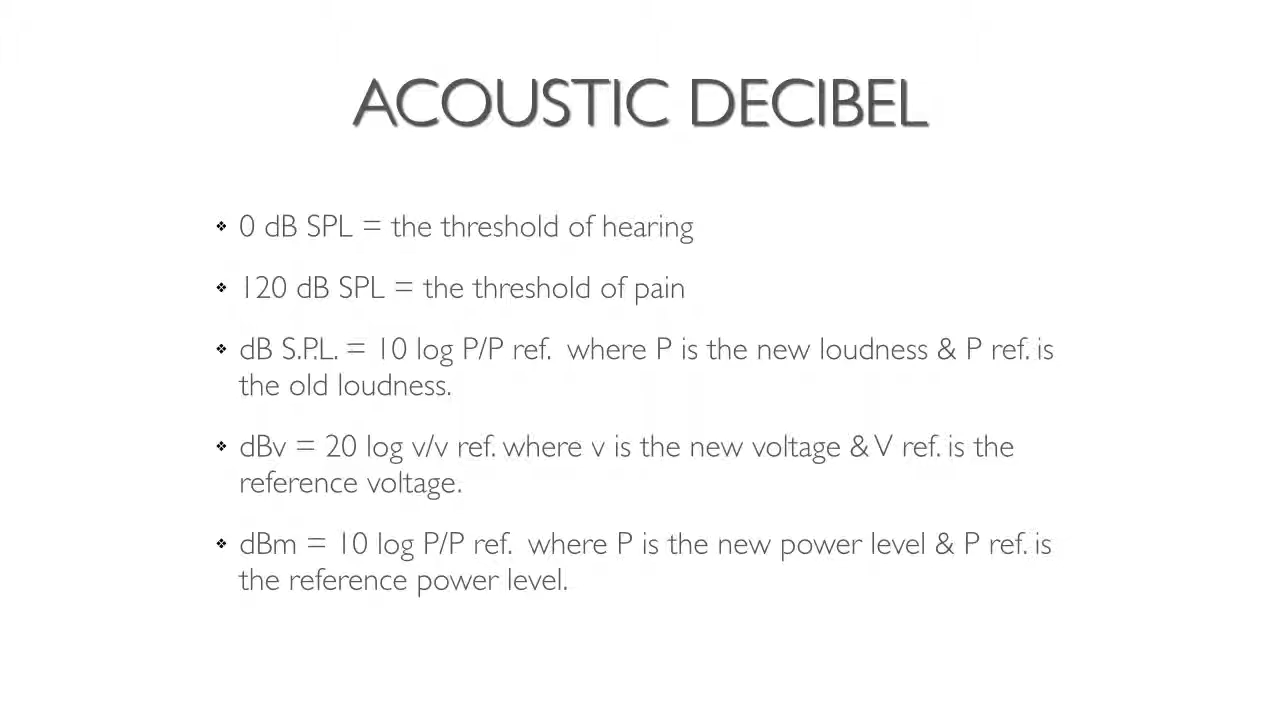 ACOUSTIC DECIBEL
❖ 0 dB SPL = the threshold of hearing
❖ 120 dB SPL = the threshold of pain
❖ dB S.P.L. = 10 log P/P ref.  where P is the new loudness & P ref. is
the old loudness.
❖ dBv = 20 log v/v ref. where v is the new voltage & V ref. is the
reference voltage.
❖ dBm = 10 log P/P ref.  where P is the new power level & P ref. is
the reference power level.